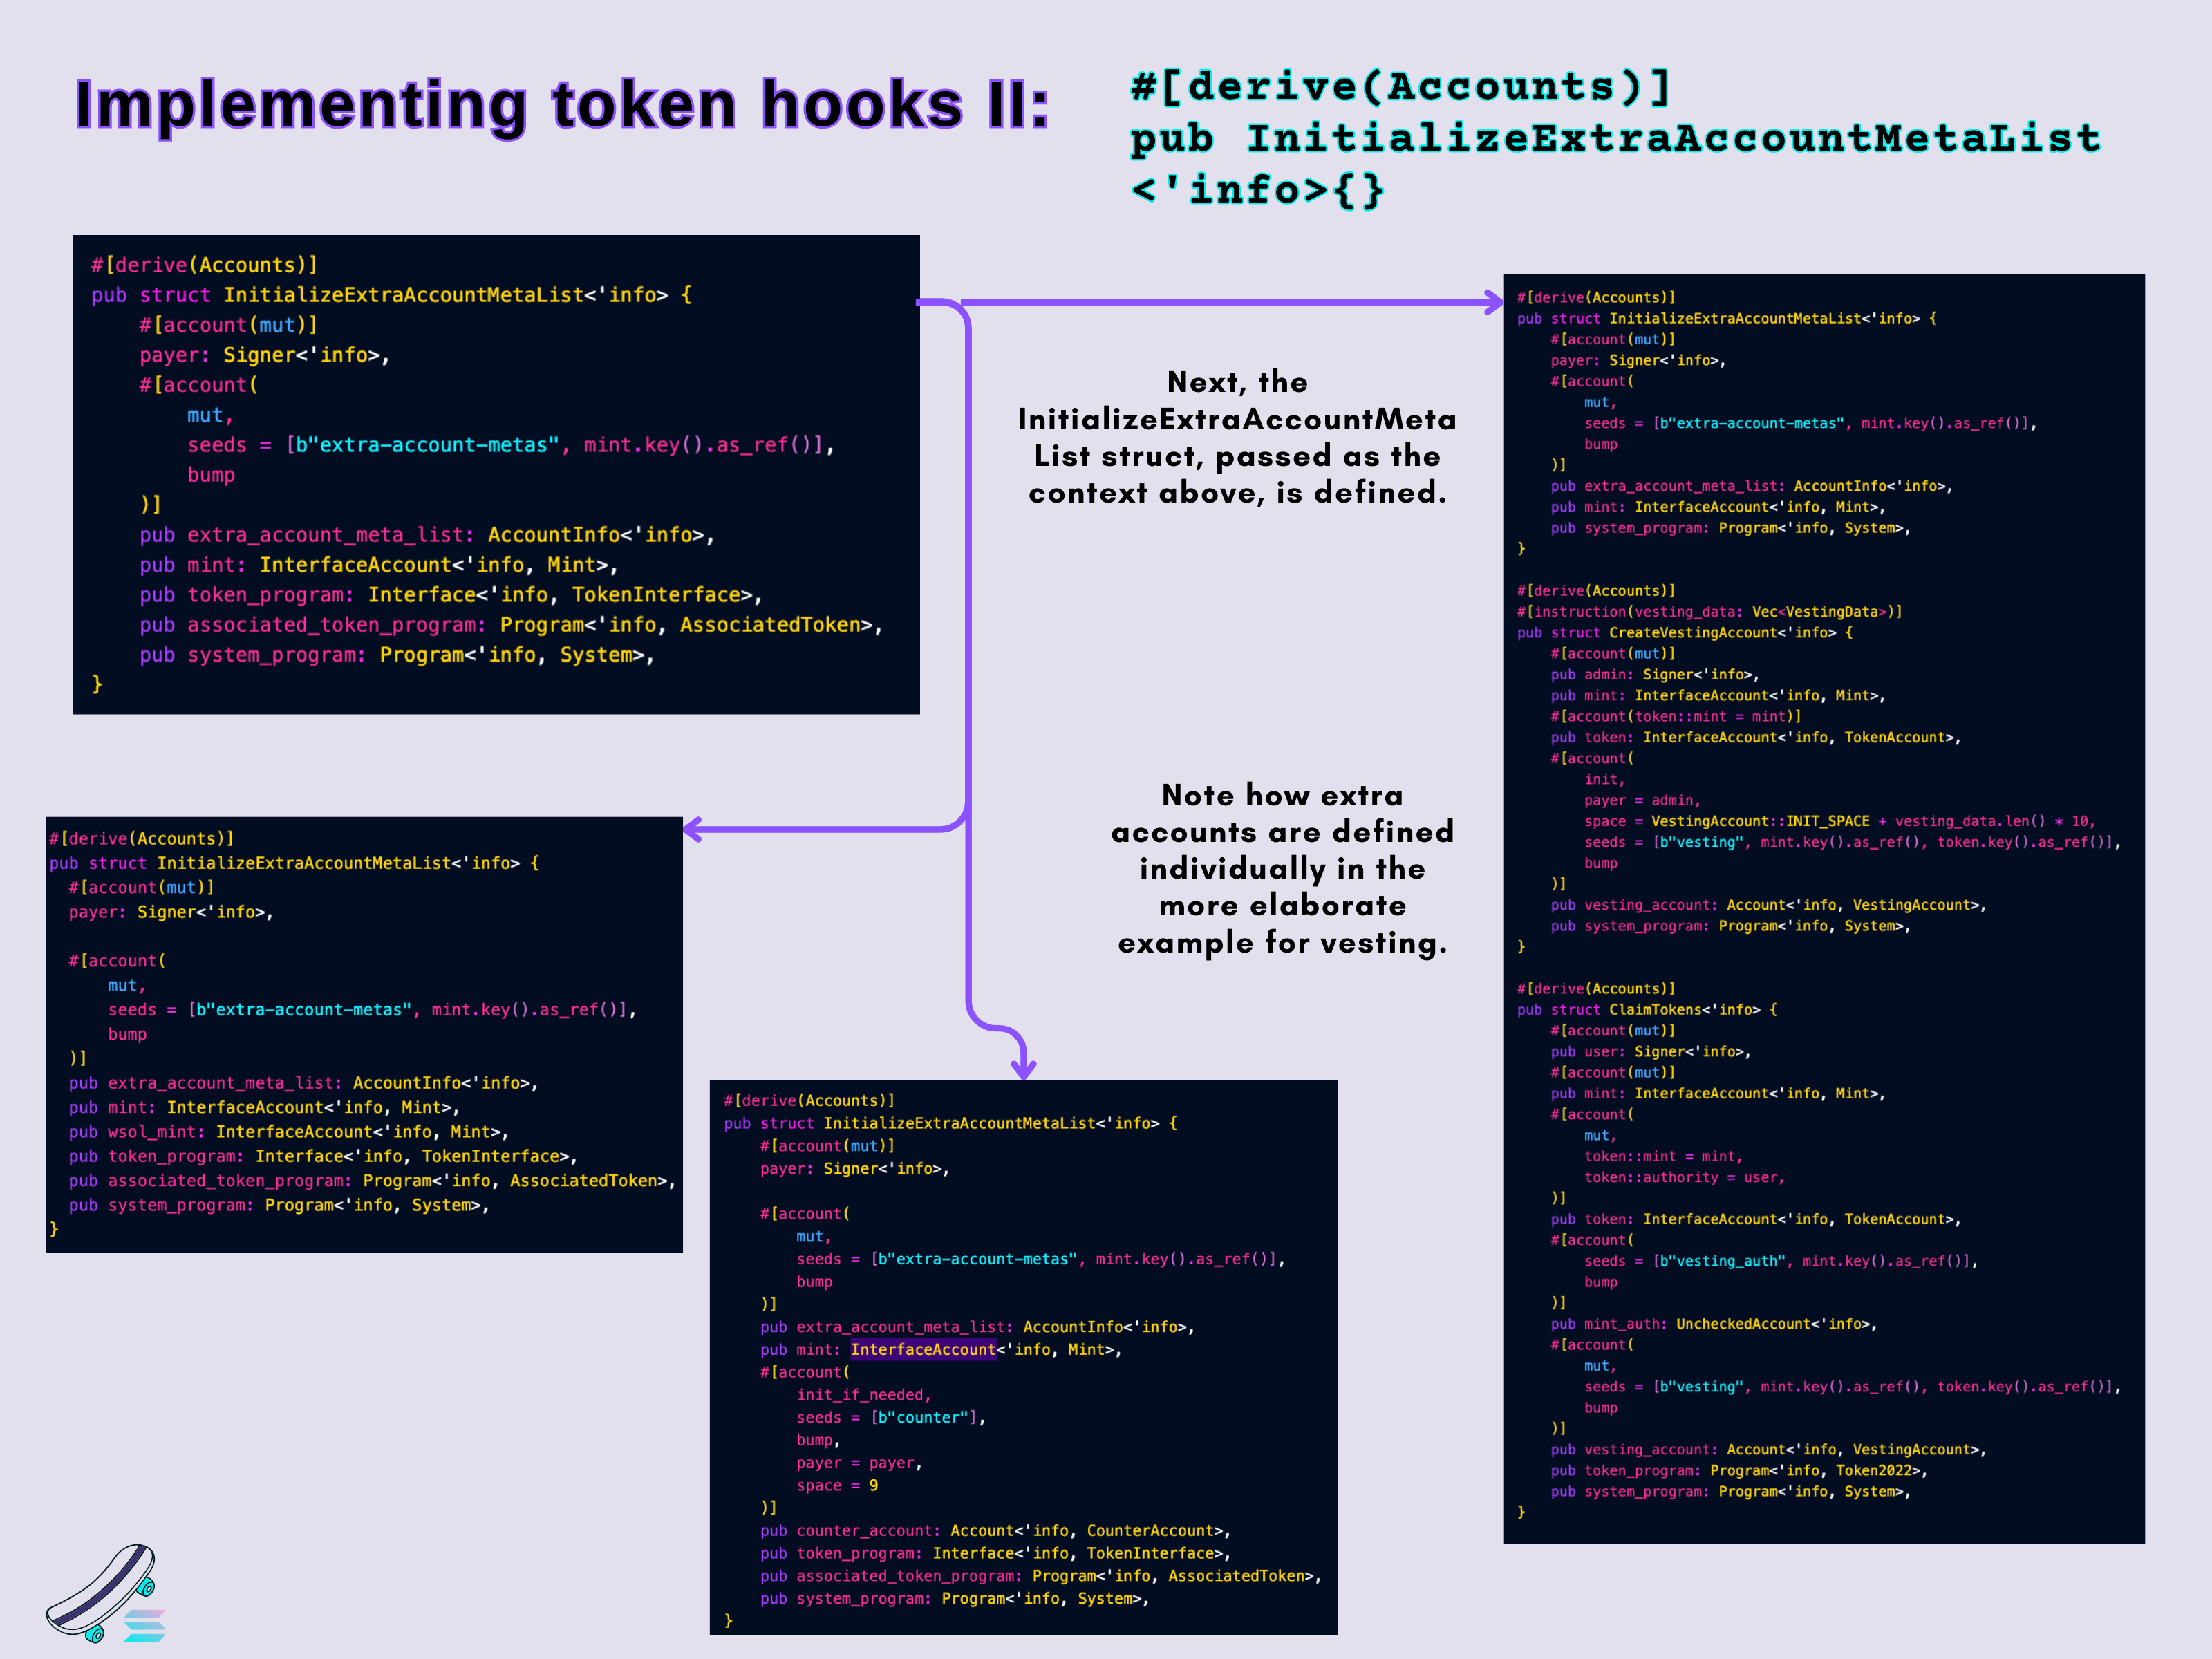 Implementing token hooks II:
#[derive(Accounts)]
pub InitializeExtraAccountMetaList
<'info>{}
#[derive(Accounts)]
pub struct InitializeExtraAccountMetaList<'info> {
    #[account(mut)]
    payer: Signer<'info>,
    #[account(
        mut,
        seeds = [b"extra-account-metas", mint.key().as_ref()],
        bump
    )]
    pub extra_account_meta_list: AccountInfo<'info>,
    pub mint: InterfaceAccount<'info, Mint>,
    pub token_program: Interface<'info, TokenInterface>,
    pub associated_token_program: Program<'info, AssociatedToken>,
    pub system_program: Program<'info, System>,
}
Next, the
InitializeExtraAccountMeta
List struct, passed as the
context above, is defined.
Note how extra
accounts are defined
individually in the
more elaborate
example for vesting.
#[derive(Accounts)]
pub struct InitializeExtraAccountMetaList<'info> {
  #[account(mut)]
  payer: Signer<'info>,
  #[account(
      mut,
      seeds = [b"extra-account-metas", mint.key().as_ref()],
      bump
  )]
  pub extra_account_meta_list: AccountInfo<'info>,
  pub mint: InterfaceAccount<'info, Mint>,
  pub wsol_mint: InterfaceAccount<'info, Mint>,
  pub token_program: Interface<'info, TokenInterface>,
  pub associated_token_program: Program<'info, AssociatedToken>,
  pub system_program: Program<'info, System>,
}
#[derive(Accounts)]
pub struct InitializeExtraAccountMetaList<'info> {
    #[account(mut)]
    payer: Signer<'info>,
    #[account(
        mut,
        seeds = [b"extra-account-metas", mint.key().as_ref()],
        bump
    )]
    pub extra_account_meta_list: AccountInfo<'info>,
    pub mint: InterfaceAccount<'info, Mint>,
    #[account(
        init_if_needed,
        seeds = [b"counter"],
        bump,
        payer = payer,
        space = 9
    )]
    pub counter_account: Account<'info, CounterAccount>,
    pub token_program: Interface<'info, TokenInterface>,
    pub associated_token_program: Program<'info, AssociatedToken>,
    pub system_program: Program<'info, System>,
}
#[derive(Accounts)]
pub struct InitializeExtraAccountMetaList<'info> {
    #[account(mut)]
    payer: Signer<'info>,
    #[account(
        mut,
        seeds = [b"extra-account-metas", mint.key().as_ref()],
        bump
    )]
    pub extra_account_meta_list: AccountInfo<'info>,
    pub mint: InterfaceAccount<'info, Mint>,
    pub system_program: Program<'info, System>,
}
#[derive(Accounts)]
#[instruction(vesting_data: Vec<VestingData>)]
pub struct CreateVestingAccount<'info> {
    #[account(mut)]
    pub admin: Signer<'info>,
    pub mint: InterfaceAccount<'info, Mint>,
    #[account(token::mint = mint)]
    pub token: InterfaceAccount<'info, TokenAccount>,
    #[account(
        init,
        payer = admin,
        space = VestingAccount::INIT_SPACE + vesting_data.len() * 10,
        seeds = [b"vesting", mint.key().as_ref(), token.key().as_ref()],
        bump
    )]
    pub vesting_account: Account<'info, VestingAccount>,
    pub system_program: Program<'info, System>,
}
#[derive(Accounts)]
pub struct ClaimTokens<'info> {
    #[account(mut)]
    pub user: Signer<'info>,
    #[account(mut)]
    pub mint: InterfaceAccount<'info, Mint>,
    #[account(
        mut,
        token::mint = mint,
        token::authority = user,
    )]
    pub token: InterfaceAccount<'info, TokenAccount>,
    #[account(
        seeds = [b"vesting_auth", mint.key().as_ref()],
        bump
    )]
    pub mint_auth: UncheckedAccount<'info>,
    #[account(
        mut,
        seeds = [b"vesting", mint.key().as_ref(), token.key().as_ref()],
        bump
    )]
    pub vesting_account: Account<'info, VestingAccount>,
    pub token_program: Program<'info, Token2022>,
    pub system_program: Program<'info, System>,
}